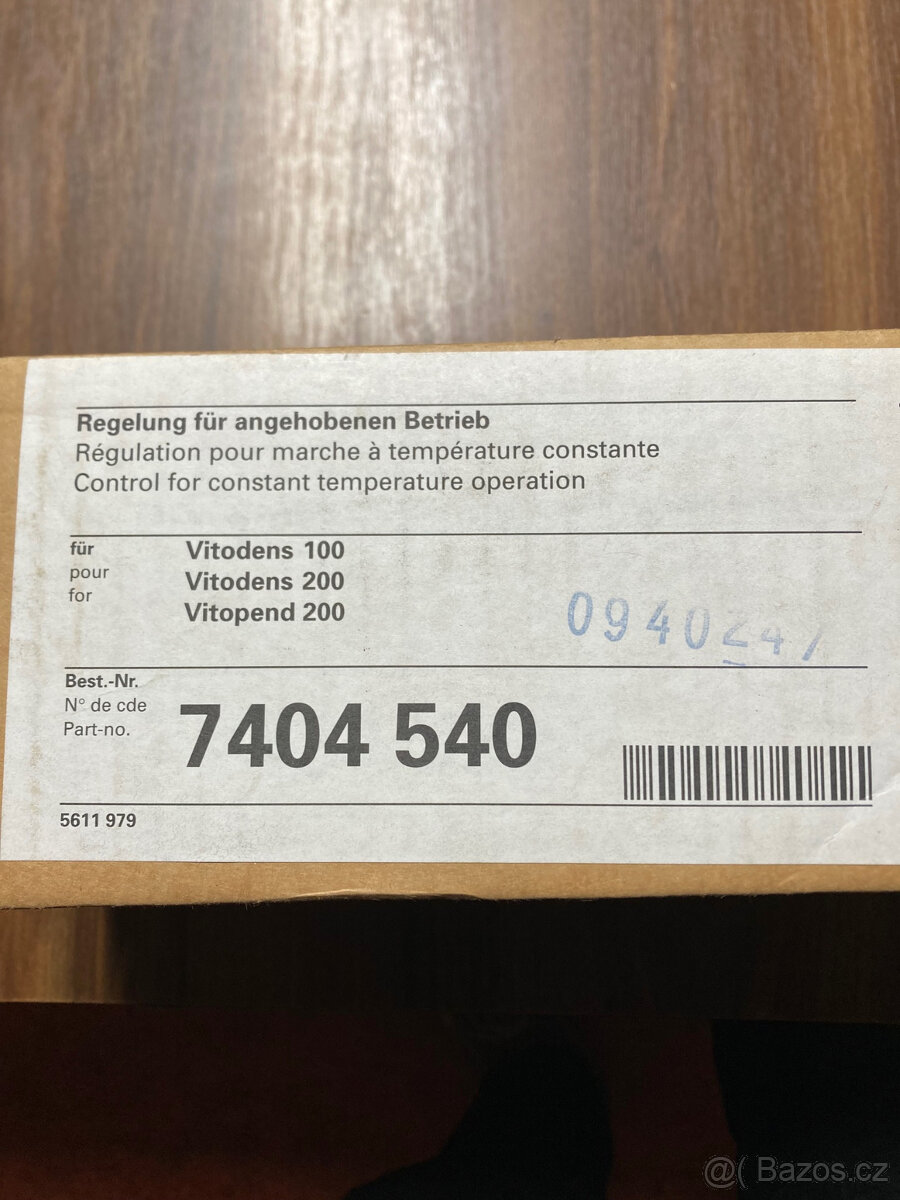 Regelung für angehobenen Betrieb
Régulation pour marche à température constante
Control for constant temperature operation
für
pour
for
Vitodens 100
Vitodens 200
Vitopend 200
Best.-Nr.
N° de cde
Part-no.
7404 540
5611 979
@( Bazos.cz